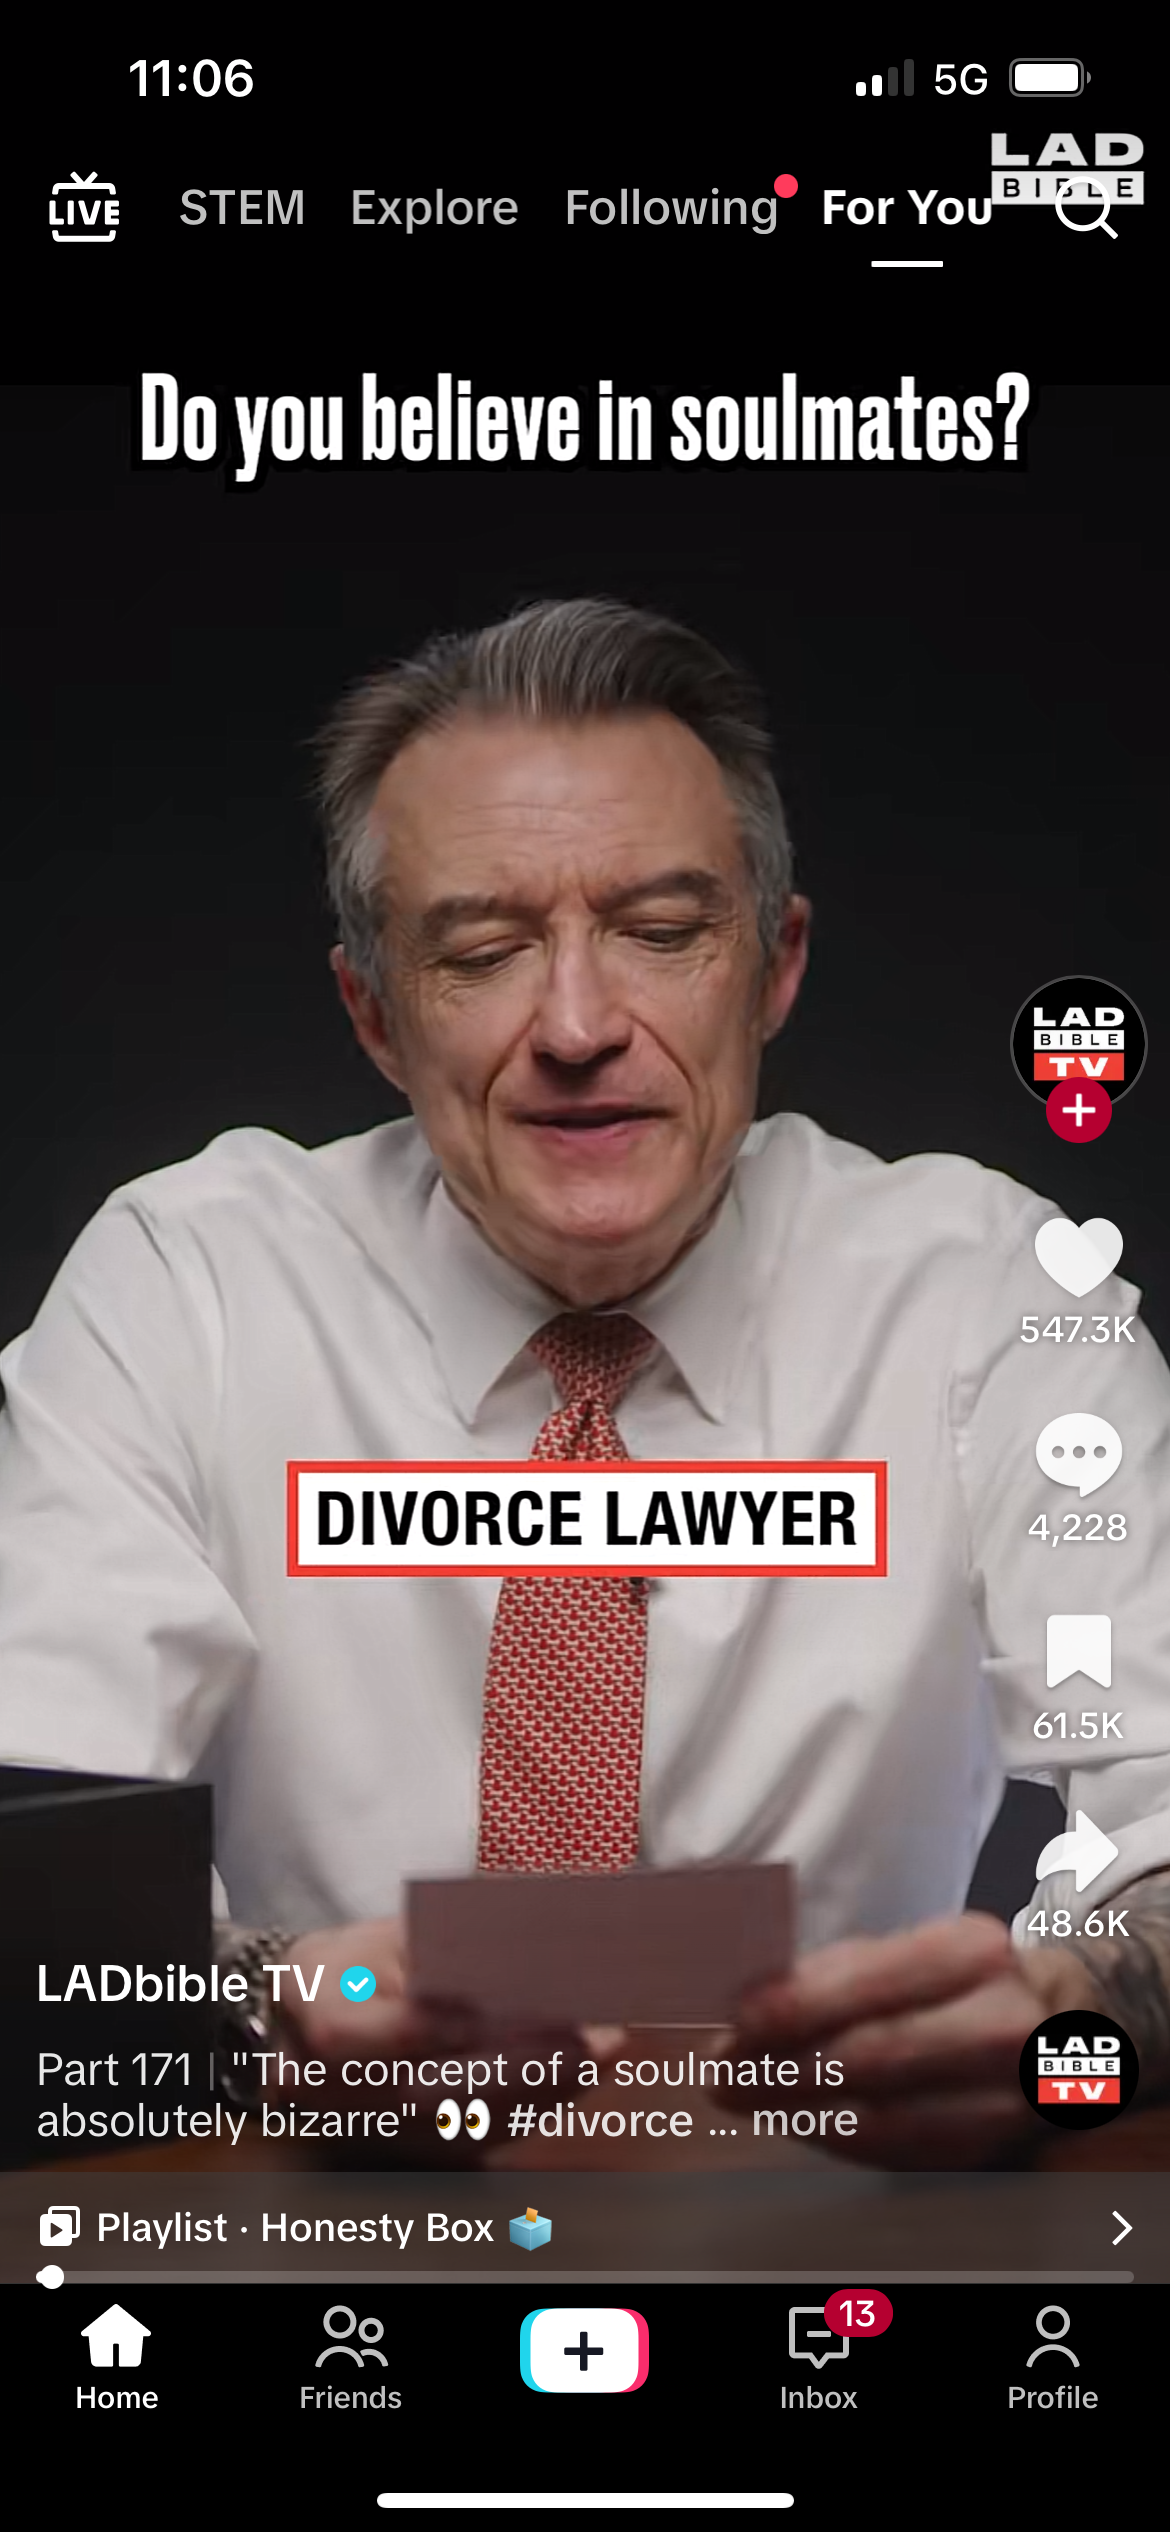 11:06
5G
LAD
BIBLE
LIVE
STEM
Explore
Following
For You
Do you believe in soulmates?
LAD
BIBLE
TV
547.3K
DIVORCE LAWYER
4,228
61.5K
48.6K
LADbible TV
Part 171 | "The concept of a soulmate is
absolutely bizarre" 👀 #divorce ... more
LAD
BIBLE
TV
Playlist · Honesty Box
13
Home
Friends
Inbox
Profile